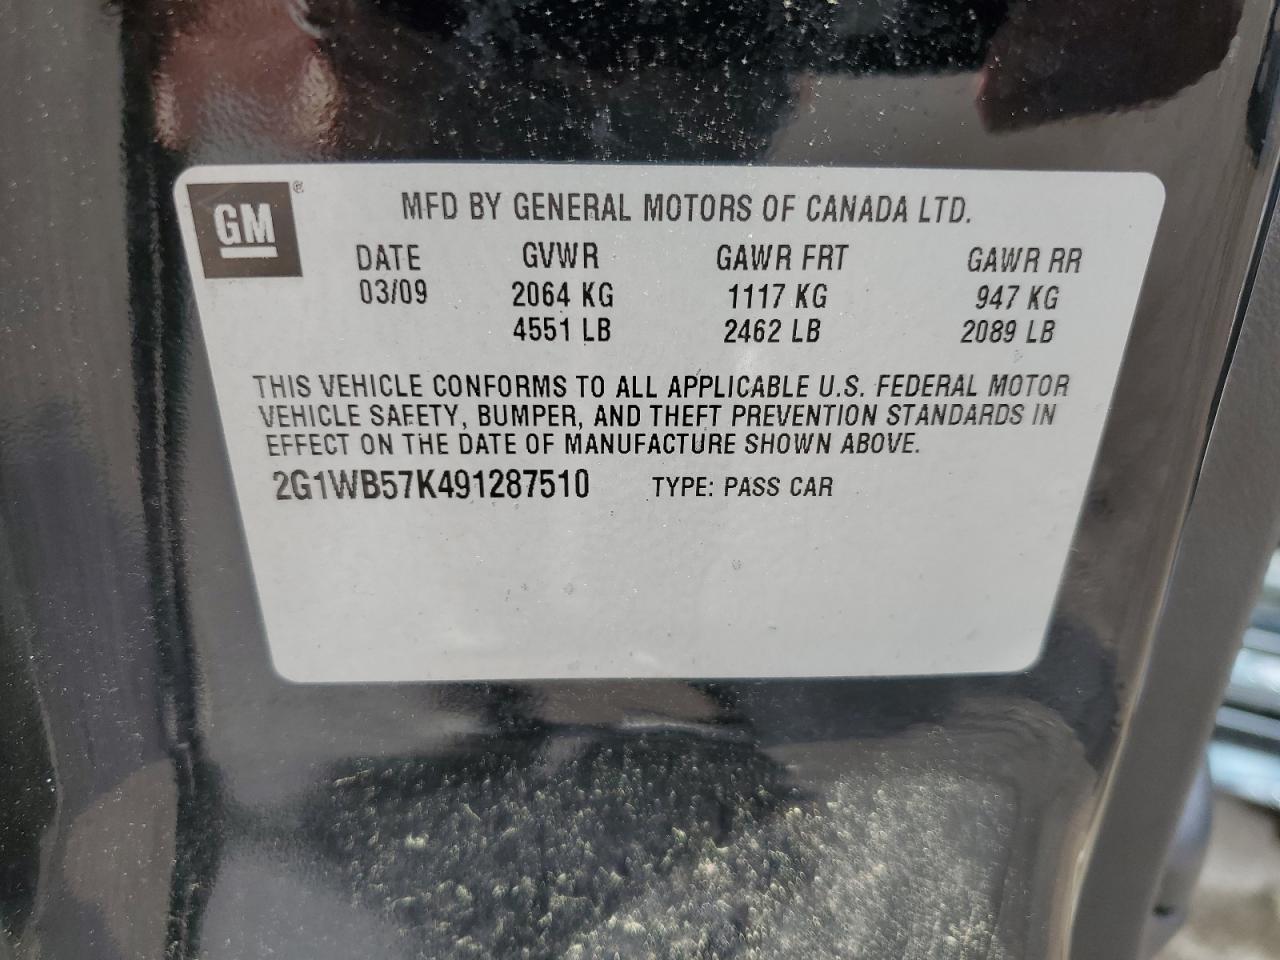 GM ®
MFD BY GENERAL MOTORS OF CANADA LTD.
DATE GVWR GAWR FRT GAWR RR
03/09 2064 KG 1117 KG 947 KG
4551 LB 2462 LB 2089 LB
THIS VEHICLE CONFORMS TO ALL APPLICABLE U.S. FEDERAL MOTOR
VEHICLE SAFETY, BUMPER, AND THEFT PREVENTION STANDARDS IN
EFFECT ON THE DATE OF MANUFACTURE SHOWN ABOVE.
2G1WB57K491287510 TYPE: PASS CAR